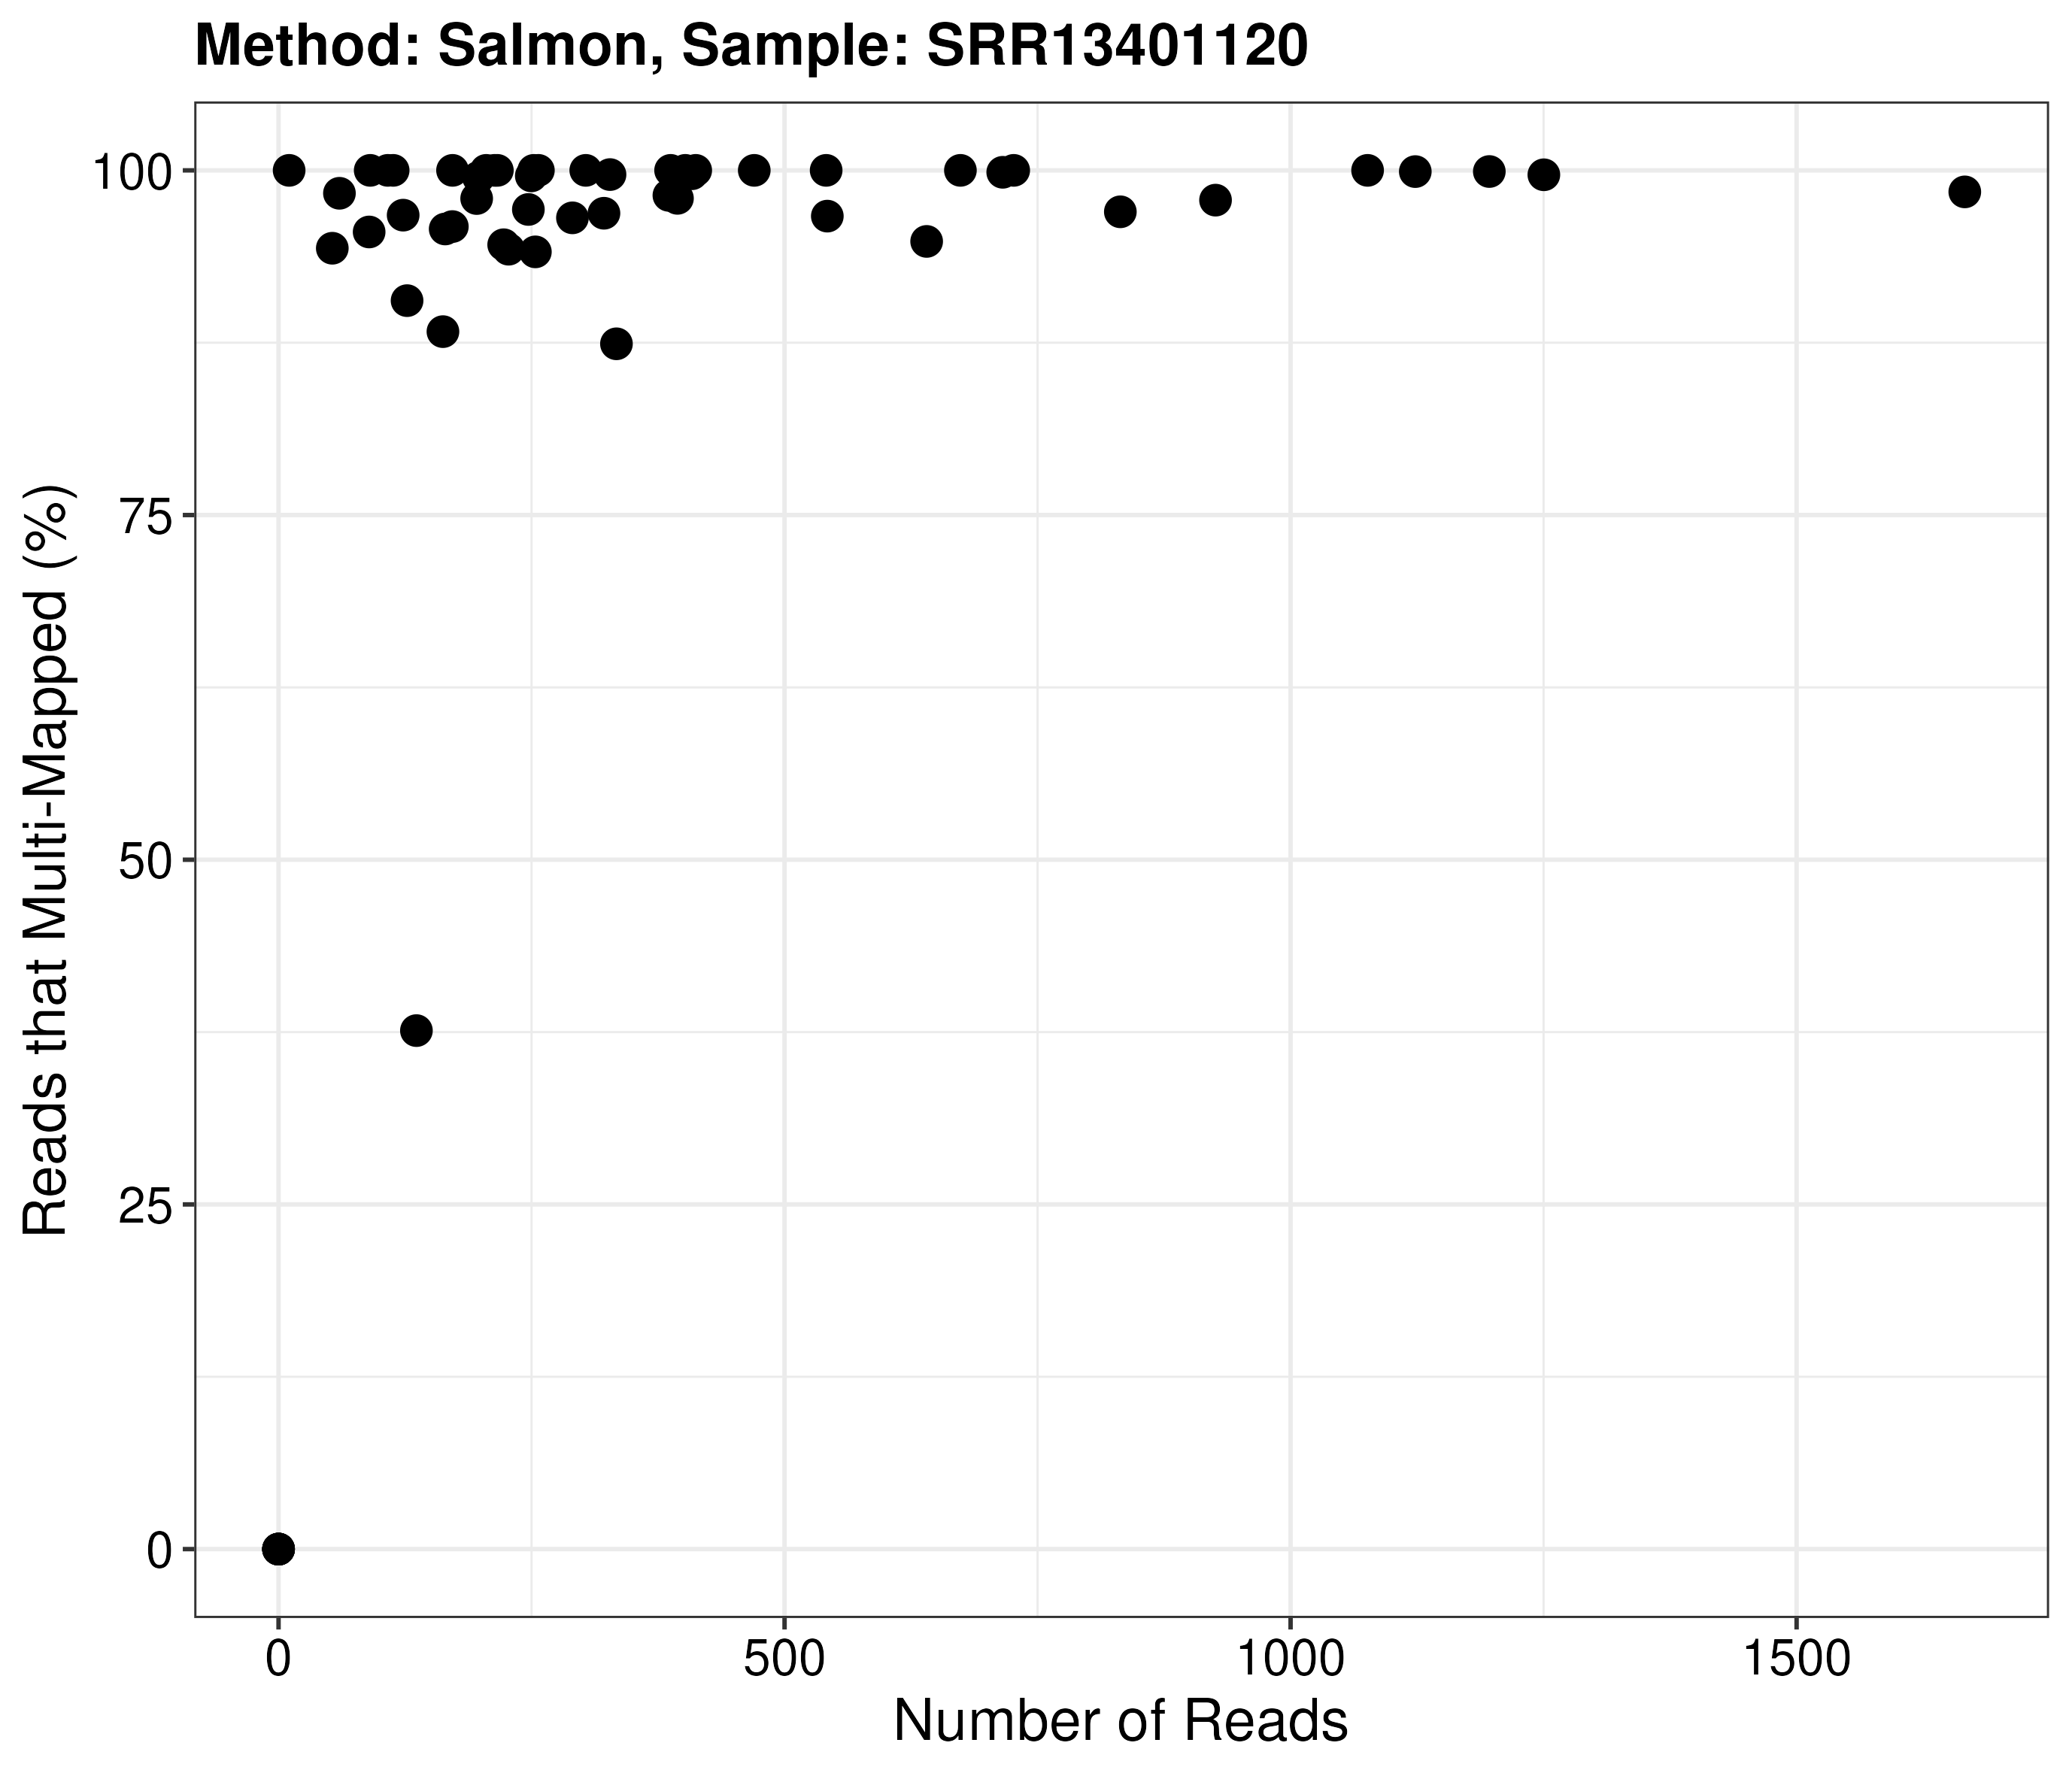 Method: Salmon, Sample: SRR13401120
Reads that Multi-Mapped (%)
100
75
50
25
0
0 500 1000 1500
Number of Reads